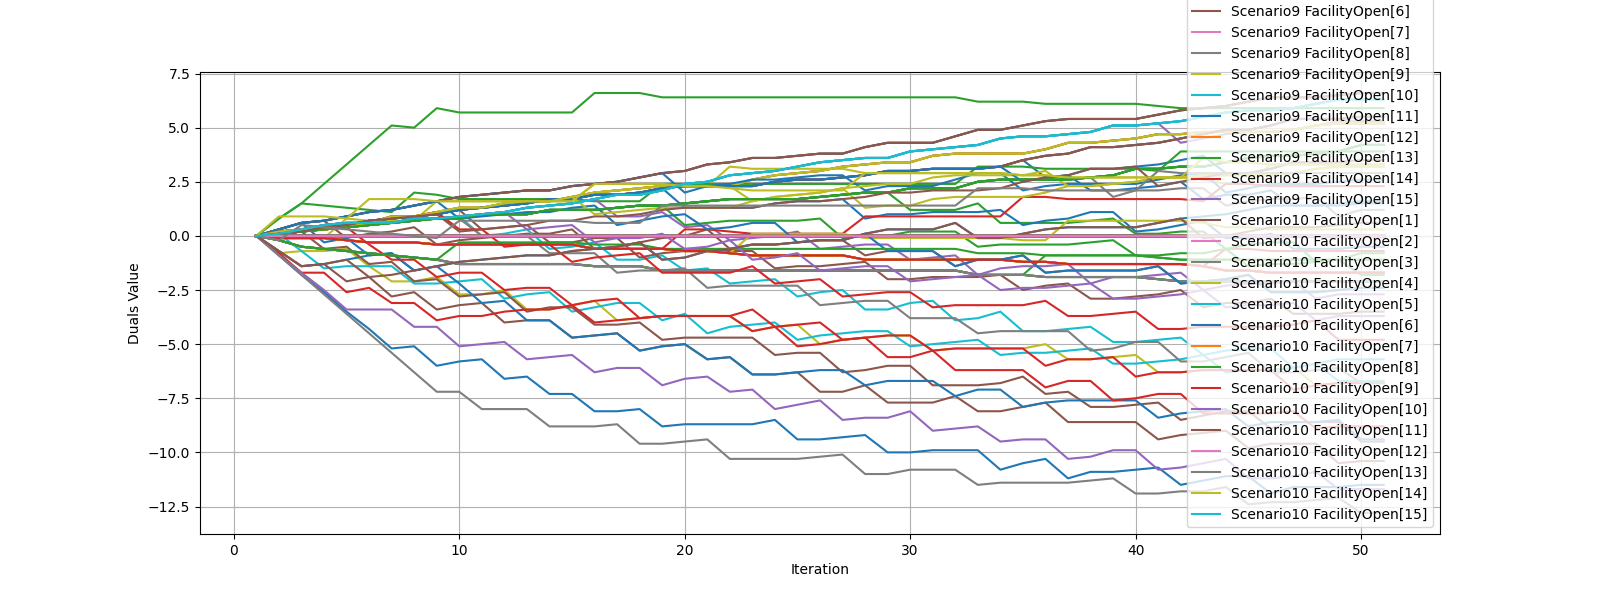 Scenario9 FacilityOpen[6]
Scenario9 FacilityOpen[7]
Scenario9 FacilityOpen[8]
Scenario9 FacilityOpen[9]
Scenario9 FacilityOpen[10]
Scenario9 FacilityOpen[11]
Scenario9 FacilityOpen[12]
Scenario9 FacilityOpen[13]
Scenario9 FacilityOpen[14]
Scenario9 FacilityOpen[15]
Scenario10 FacilityOpen[1]
Scenario10 FacilityOpen[2]
Scenario10 FacilityOpen[3]
Scenario10 FacilityOpen[4]
Scenario10 FacilityOpen[5]
Scenario10 FacilityOpen[6]
Scenario10 FacilityOpen[7]
Scenario10 FacilityOpen[8]
Scenario10 FacilityOpen[9]
Scenario10 FacilityOpen[10]
Scenario10 FacilityOpen[11]
Scenario10 FacilityOpen[12]
Scenario10 FacilityOpen[13]
Scenario10 FacilityOpen[14]
Scenario10 FacilityOpen[15]
7.5
5.0
2.5
0.0
−2.5
−5.0
−7.5
−10.0
−12.5
Duals Value
0 10 20 30 40 50
Iteration